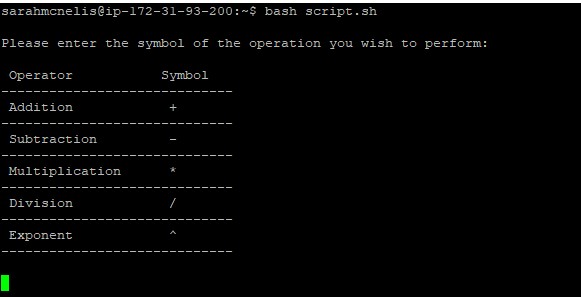 sarahmcnelis@ip-172-31-93-200:~$ bash script.sh
Please enter the symbol of the operation you wish to perform:
Operator Symbol
-----------------------------
Addition +
-----------------------------
Subtraction -
-----------------------------
Multiplication *
-----------------------------
Division /
-----------------------------
Exponent ^
-----------------------------